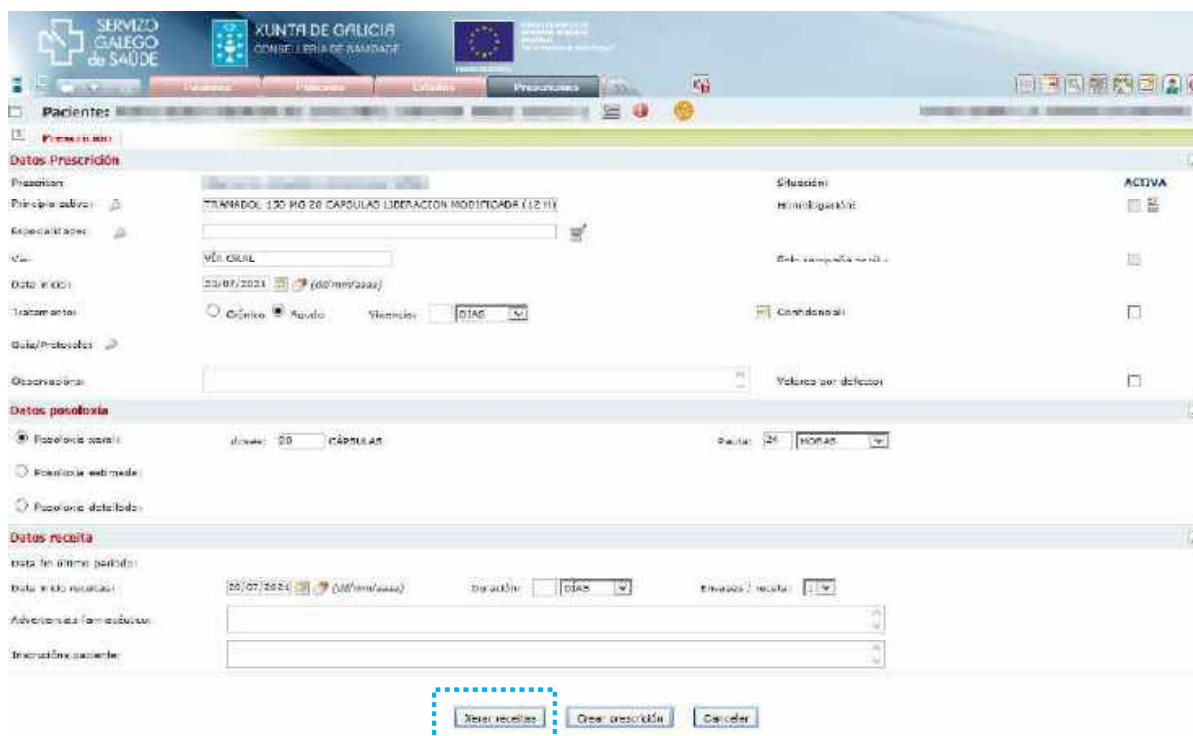 SERVIZO
GALEGO
de SAÚDE
XUNTA DE GALICIA
CONSELLERÍA DE SANIDADE
Prescricións
Paciente:
Prescrición
Datos Prescrición
Prescritor: Situación: ACTIVA
Principio activo: TRAMADOL 150 MG 20 CAPSULAS LIBERACION MODIFICADA (12 H) Homologación:
Especialidade:
Vía: VÍA ORAL
Data inicio: 20/07/2021 (dd/mm/aaaa)
Tratamento: Crónico Agudo Vixencia: DÍAS Confidencial:
Guía/Protocolo:
Observacións: Valores por defecto:
Datos posoloxía
Posoloxía xeral: doses: 20 CÁPSULAS Pauta: 24 HORAS
Posoloxía estimada:
Posoloxía detallada:
Datos receita
Data fin último período:
Data inicio receitas: 20/07/2021 (dd/mm/aaaa) Duración: DÍAS Envases / receita: 1
Advertencias farmacéutico:
Instrucións paciente:
Xerar receitas Crear prescrición Cancelar